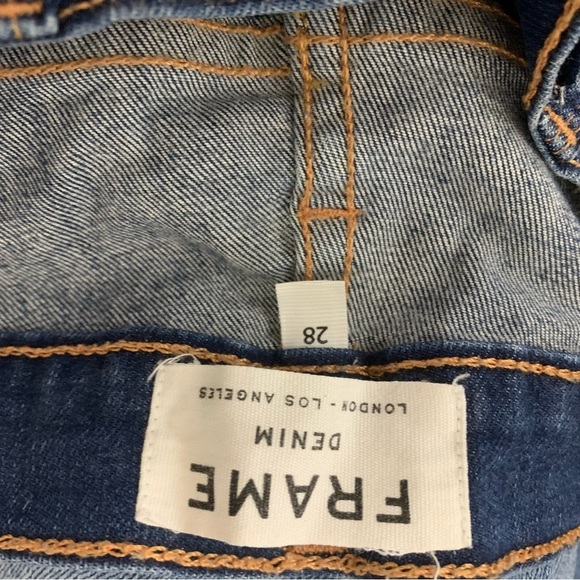 FRAME
DENIM
LONDON - LOS ANGELES
28